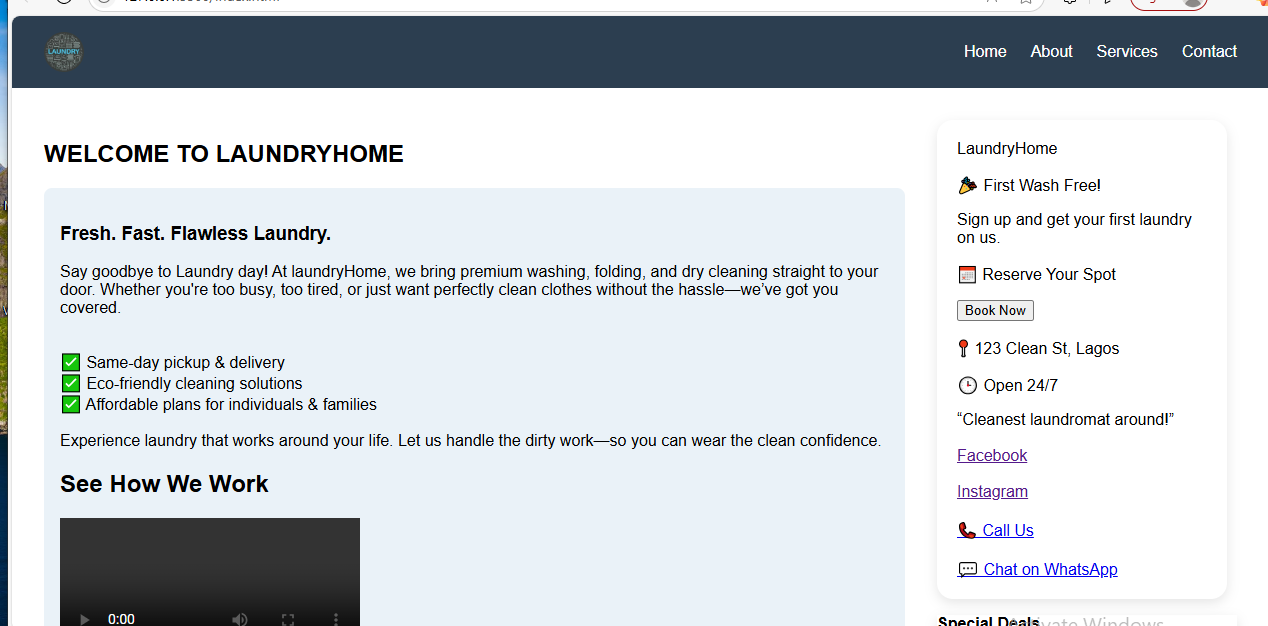 LAUNDRY
Home About Services Contact
WELCOME TO LAUNDRYHOME
Fresh. Fast. Flawless Laundry.
Say goodbye to Laundry day! At laundryHome, we bring premium washing, folding, and dry cleaning straight to your
door. Whether you're too busy, too tired, or just want perfectly clean clothes without the hassle—we’ve got you
covered.
✅ Same-day pickup & delivery
✅ Eco-friendly cleaning solutions
✅ Affordable plans for individuals & families
Experience laundry that works around your life. Let us handle the dirty work—so you can wear the clean confidence.
See How We Work
0:00
LaundryHome
🎉 First Wash Free!
Sign up and get your first laundry
on us.
📅 Reserve Your Spot
Book Now
📍 123 Clean St, Lagos
🕒 Open 24/7
“Cleanest laundromat around!”
Facebook
Instagram
📞 Call Us
💬 Chat on WhatsApp
Special Deals